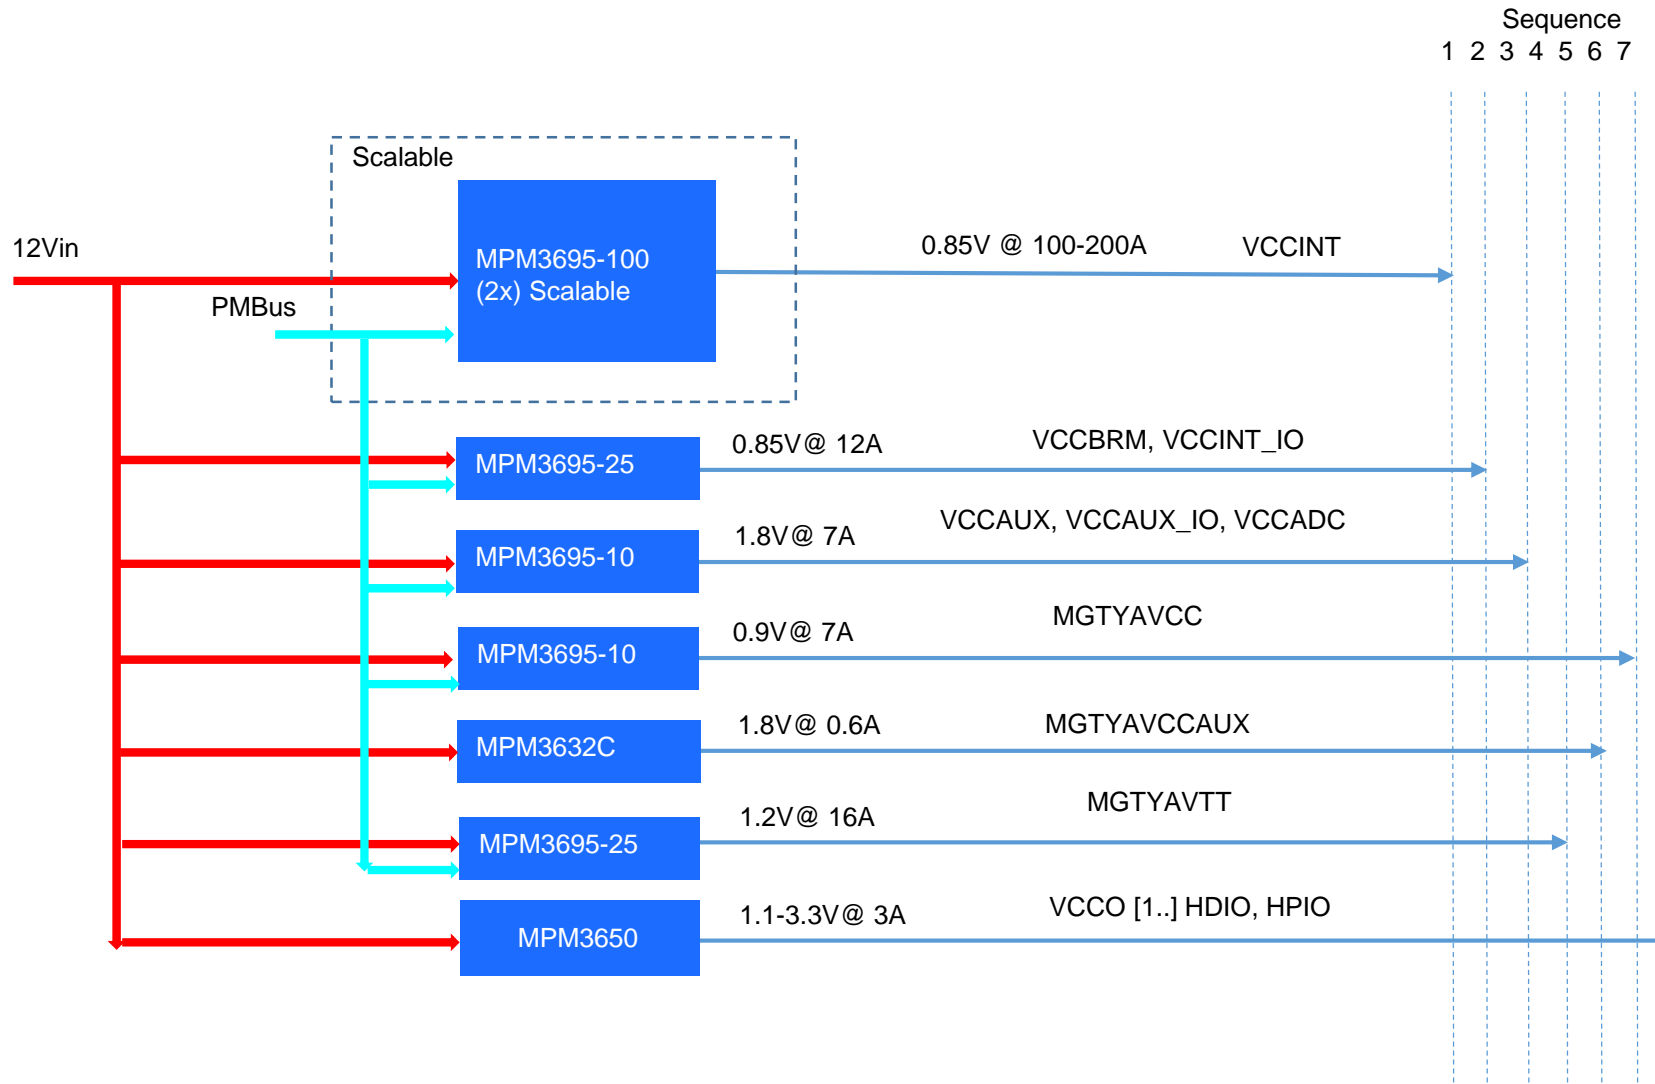 Sequence
1 2 3 4 5 6 7
Scalable
12Vin
MPM3695-100
(2x) Scalable
0.85V @ 100-200A
VCCINT
PMBus
MPM3695-25
0.85V@ 12A
VCCBRM, VCCINT_IO
MPM3695-10
1.8V@ 7A
VCCAUX, VCCAUX_IO, VCCADC
MPM3695-10
0.9V@ 7A
MGTYAVCC
MPM3632C
1.8V@ 0.6A
MGTYAVCCAUX
MPM3695-25
1.2V@ 16A
MGTYAVTT
MPM3650
1.1-3.3V@ 3A
VCCO [1..] HDIO, HPIO